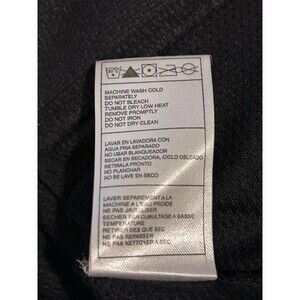 MACHINE WASH COLD
SEPARATELY
DO NOT BLEACH
TUMBLE DRY LOW HEAT
REMOVE PROMPTLY
DO NOT IRON
DO NOT DRY CLEAN
LAVAR EN LAVADORA CON
AGUA FRIA SEPARADO
NO USAR BLANQUEADOR
SECAR EN SECADORA, CICLO DELGADO
RETIRALA PRONTO
NO PLANCHAR
NO SE LAVE EN SECO
LAVER SEPAREMENT A LA
MACHINE A L'EAU FROIDE
NE PAS JAVELLISER
SECHER PAR CULBUTAGE A BASSE
TEMPERATURE
RETIRER DES QUE SEC
NE PAS REPASSER
NE PAS NETTOYER A SEC